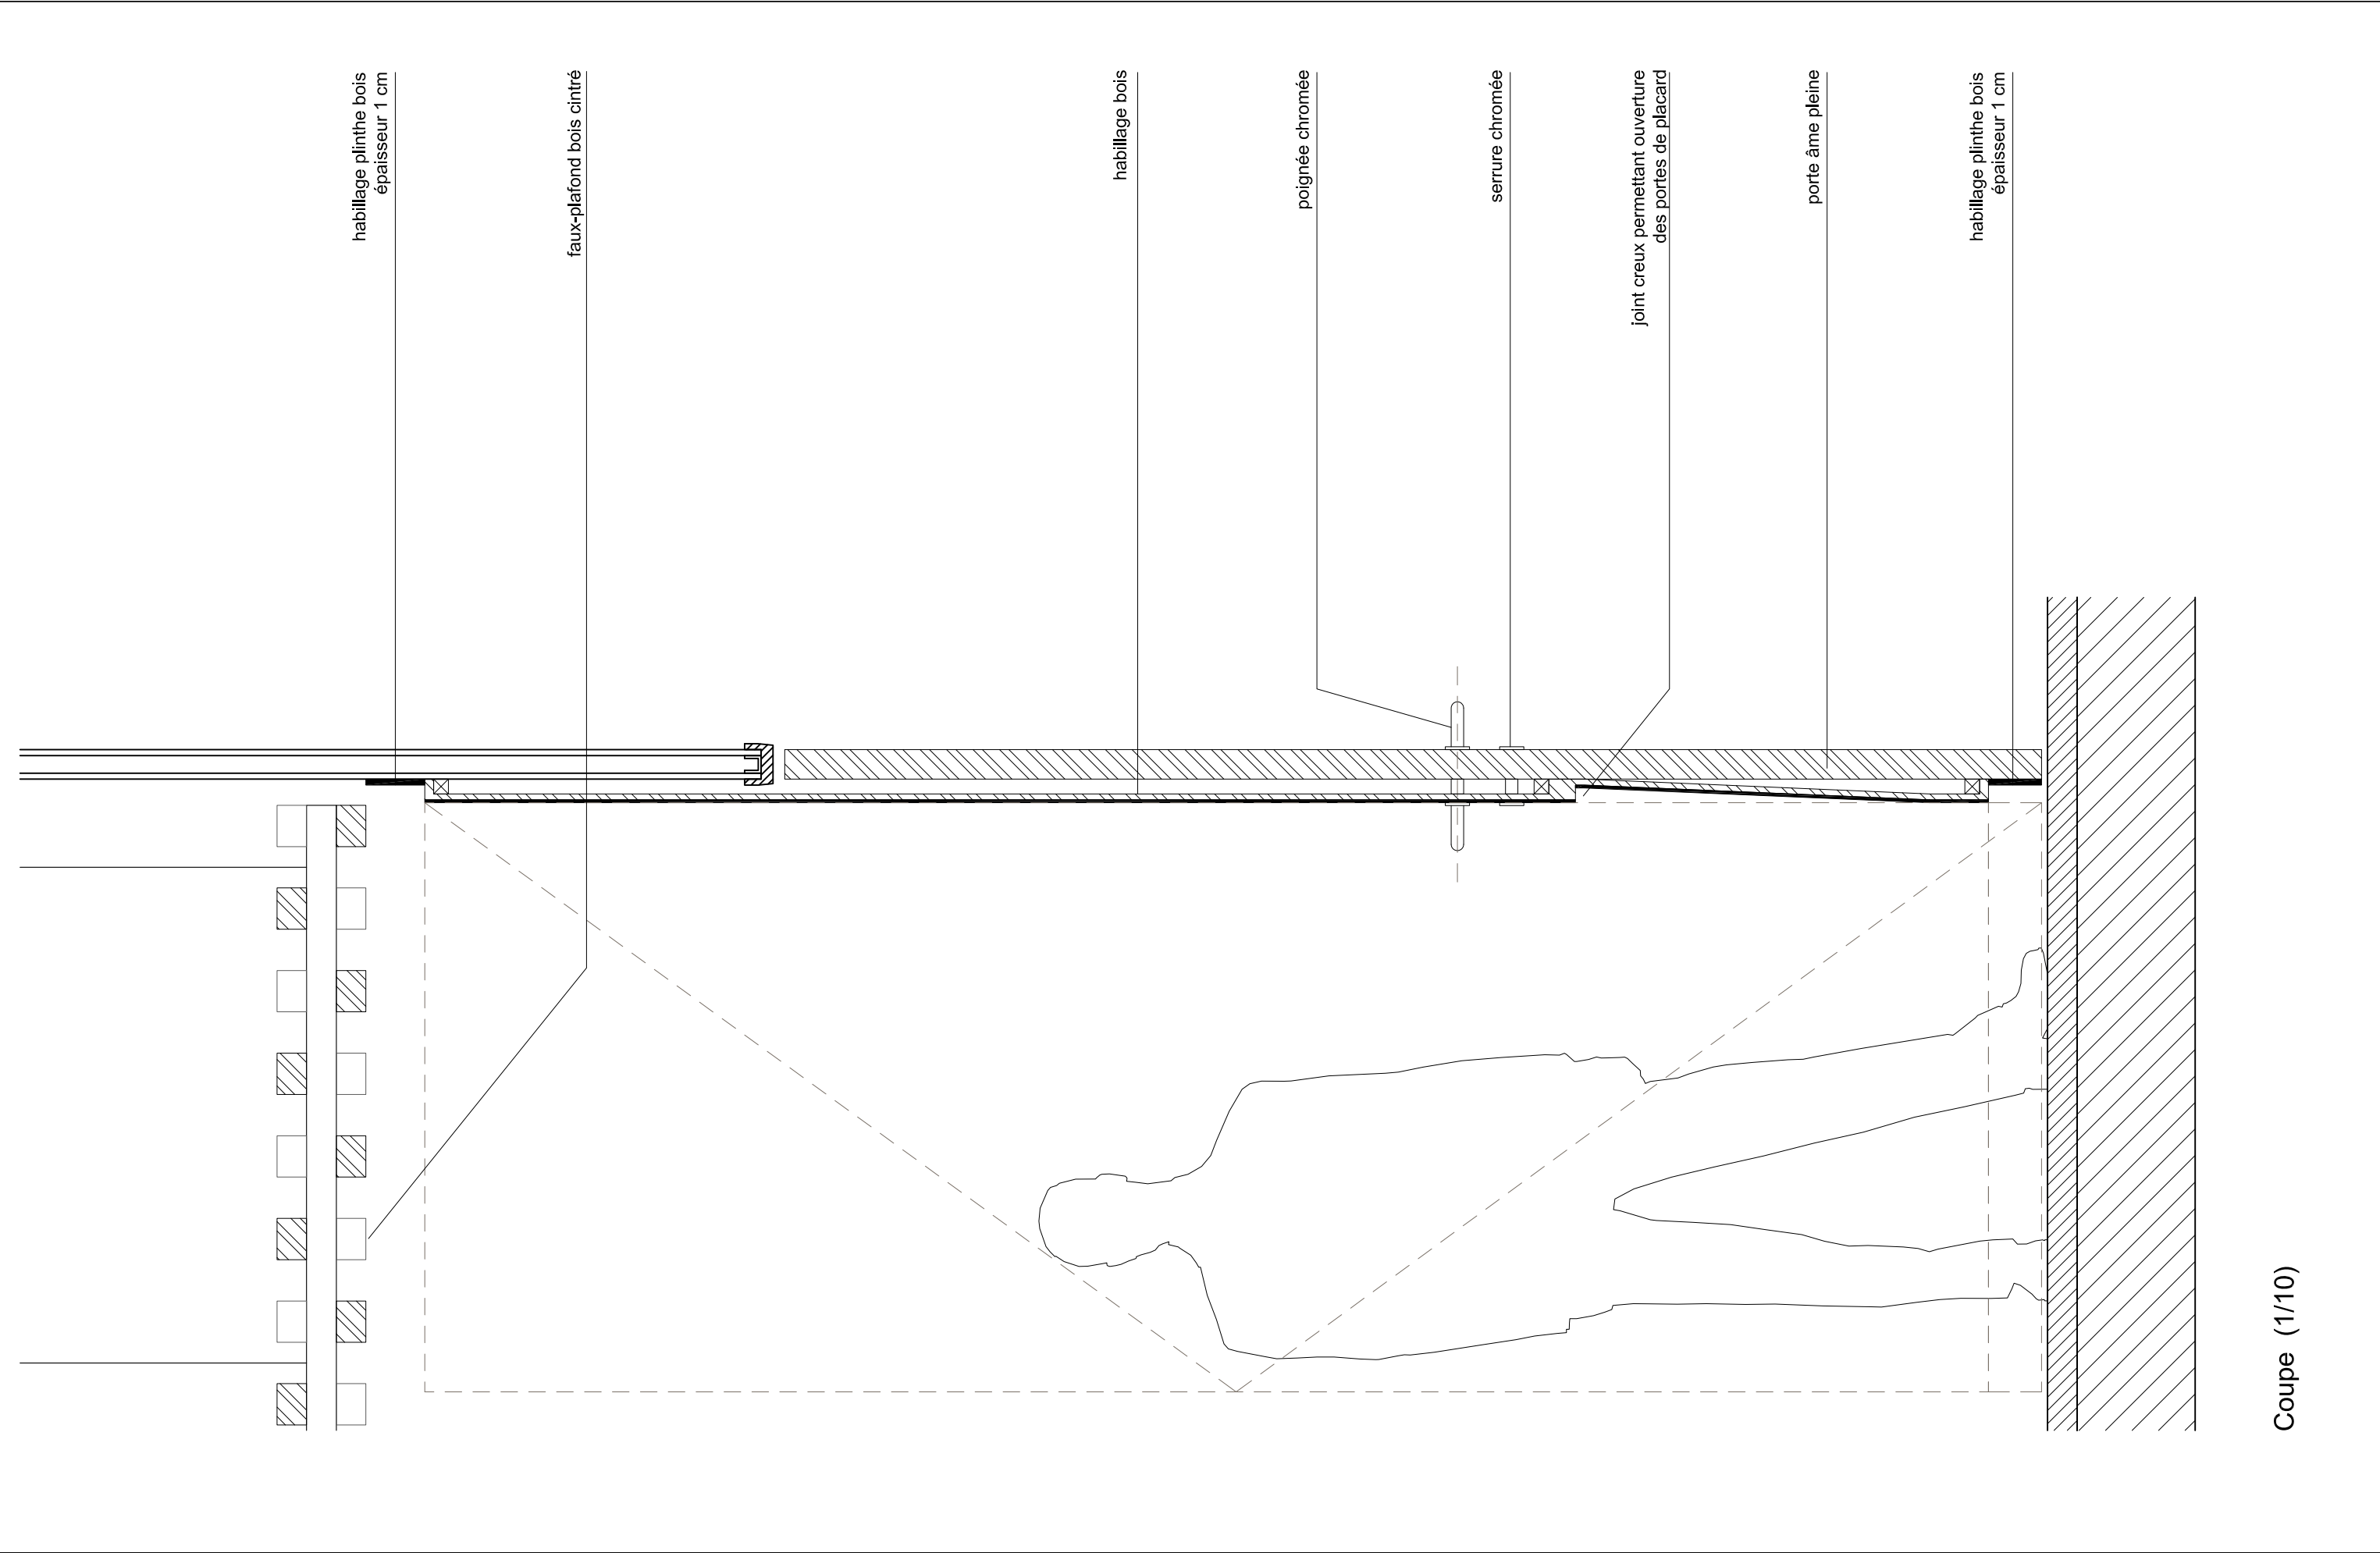 habillage plinthe bois
épaisseur 1 cm
faux-plafond bois cintré
habillage bois
poignée chromée
serrure chromée
joint creux permettant ouverture
des portes de placard
porte âme pleine
habillage plinthe bois
épaisseur 1 cm
Coupe (1/10)